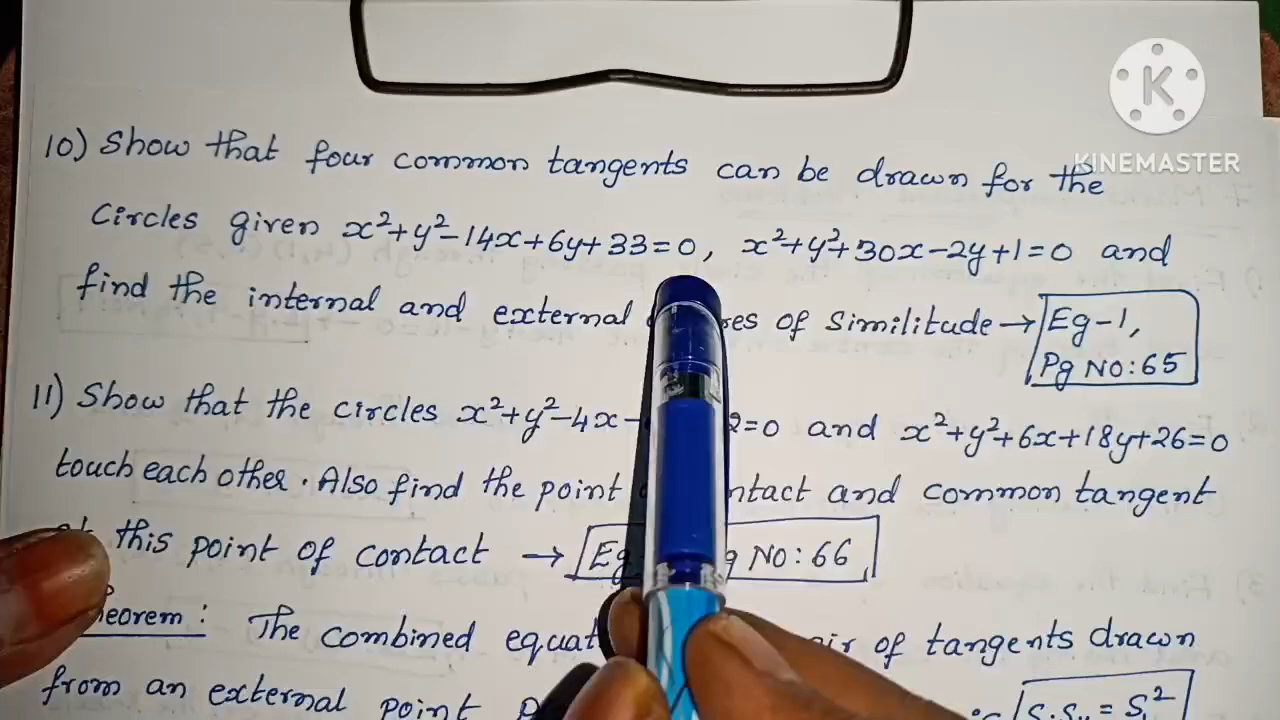 KINEMASTER
10) Show that four common tangents can be drawn for the
Circles given x²+y²-14x+6y+33=0, x²+y²+30x-2y+1=0 and
find the internal and external res of Similitude → Eg-1,
Pg No: 65
11) Show that the circles x²+y²-4x- 2=0 and x²+y²+6x+18y+26=0
touch each other. Also find the point ntact and common tangent
this point of contact → Eg No: 66
heorem: The combined equat of tangents drawn
from an external point S.S₁₁ = S₁²